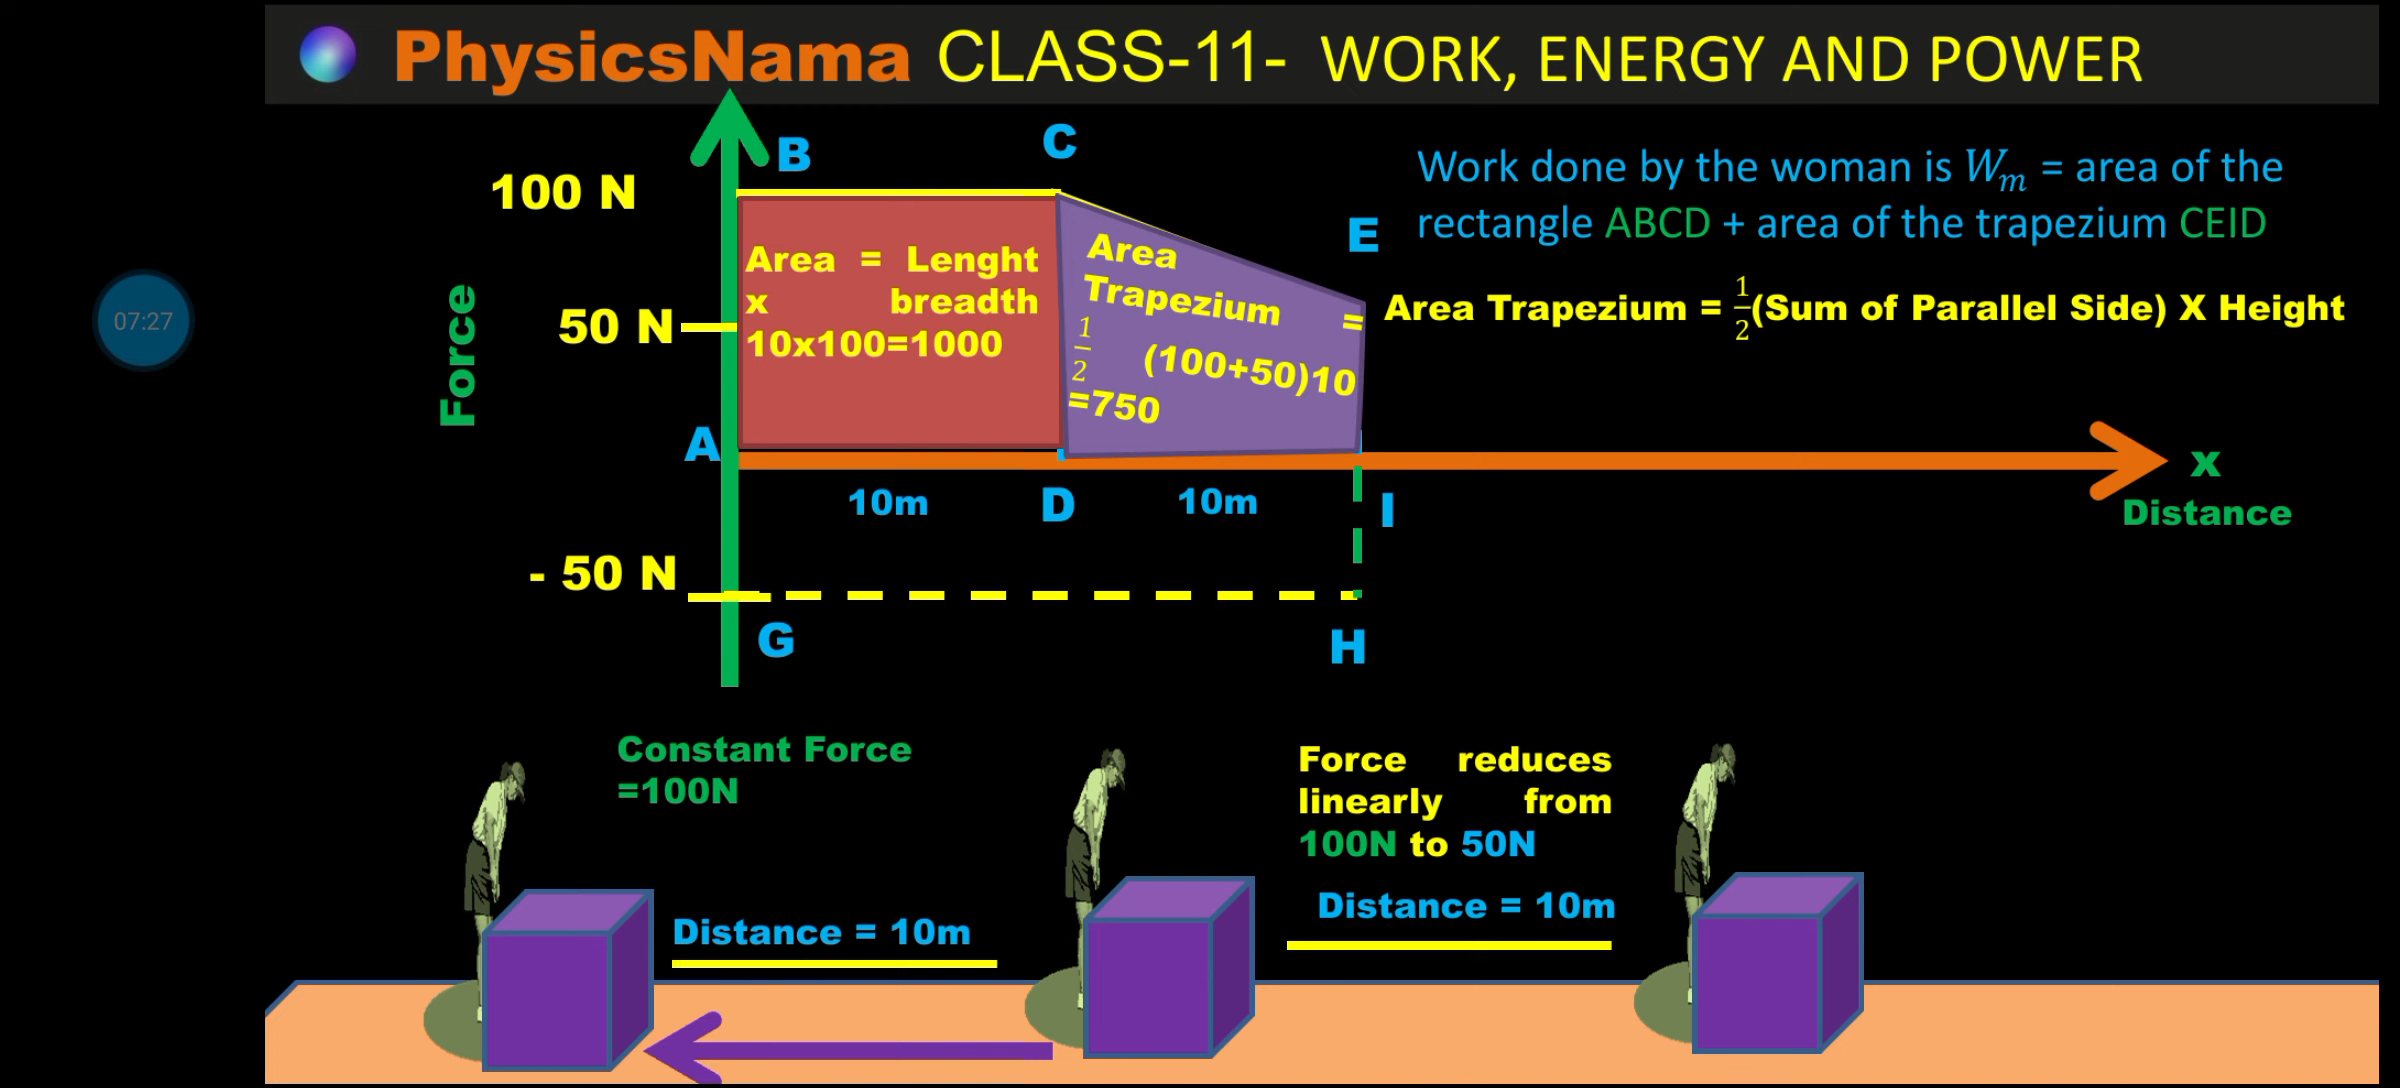 PhysicsNama CLASS-11- WORK, ENERGY AND POWER
B
C
100 N
Work done by the woman is Wₘ = area of the
rectangle ABCD + area of the trapezium CEID
E
Area = Lenght
x breadth
10x100=1000
Area
Trapezium =
1/2 (100+50)10
=750
Area Trapezium = 1/2(Sum of Parallel Side) X Height
Force
50 N
07:27
A
x
10m
D
10m
I
Distance
- 50 N
G
H
Constant Force
=100N
Force reduces
linearly from
100N to 50N
Distance = 10m
Distance = 10m